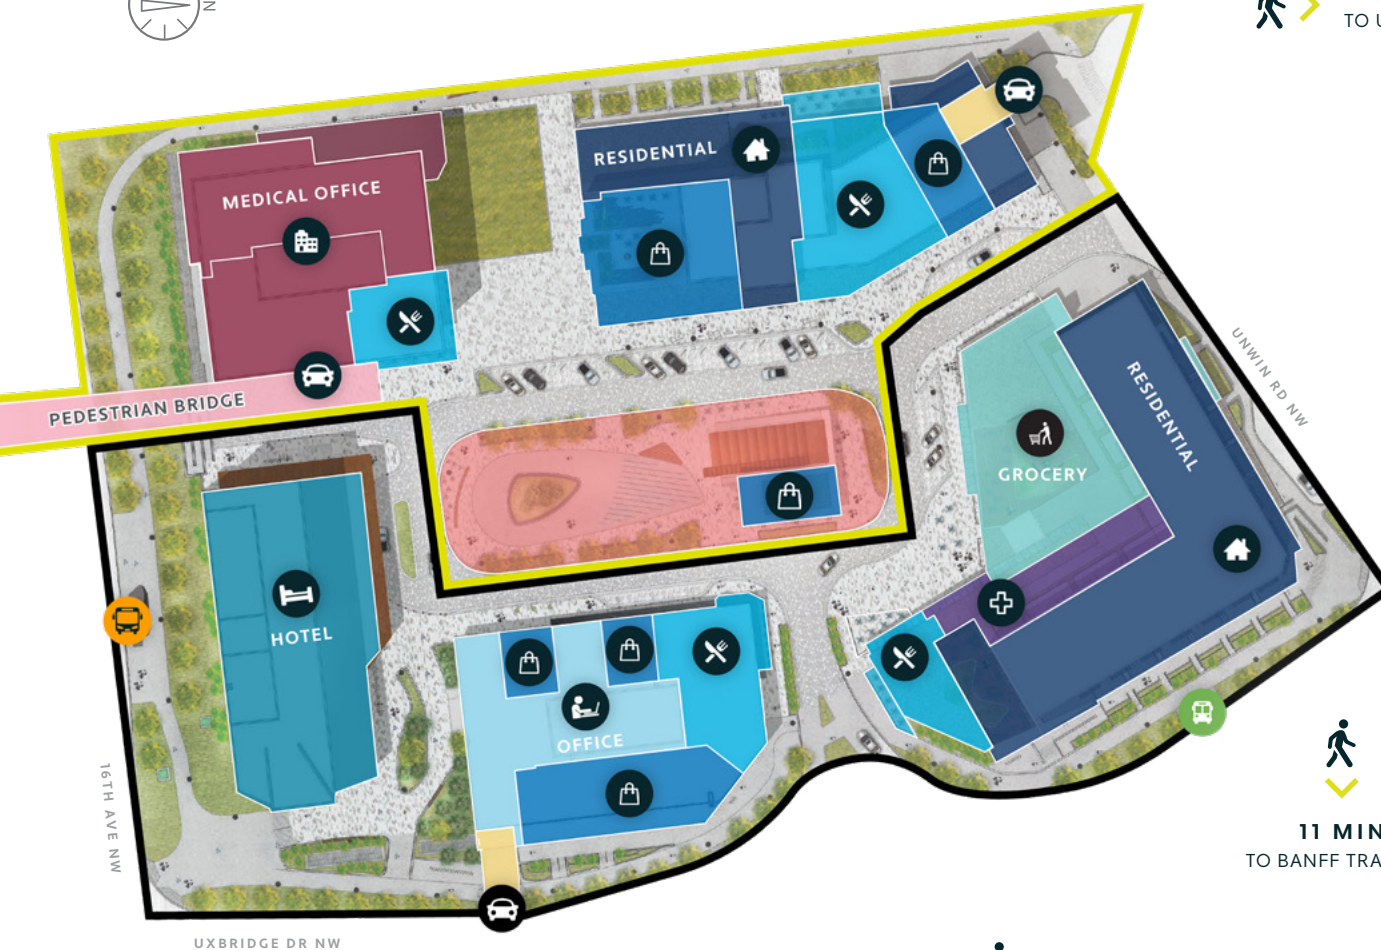 N
TO U
RESIDENTIAL
MEDICAL OFFICE
PEDESTRIAN BRIDGE
UNWIN RD NW
RESIDENTIAL
GROCERY
HOTEL
OFFICE
16TH AVE NW
11 MIN
TO BANFF TRA
UXBRIDGE DR NW